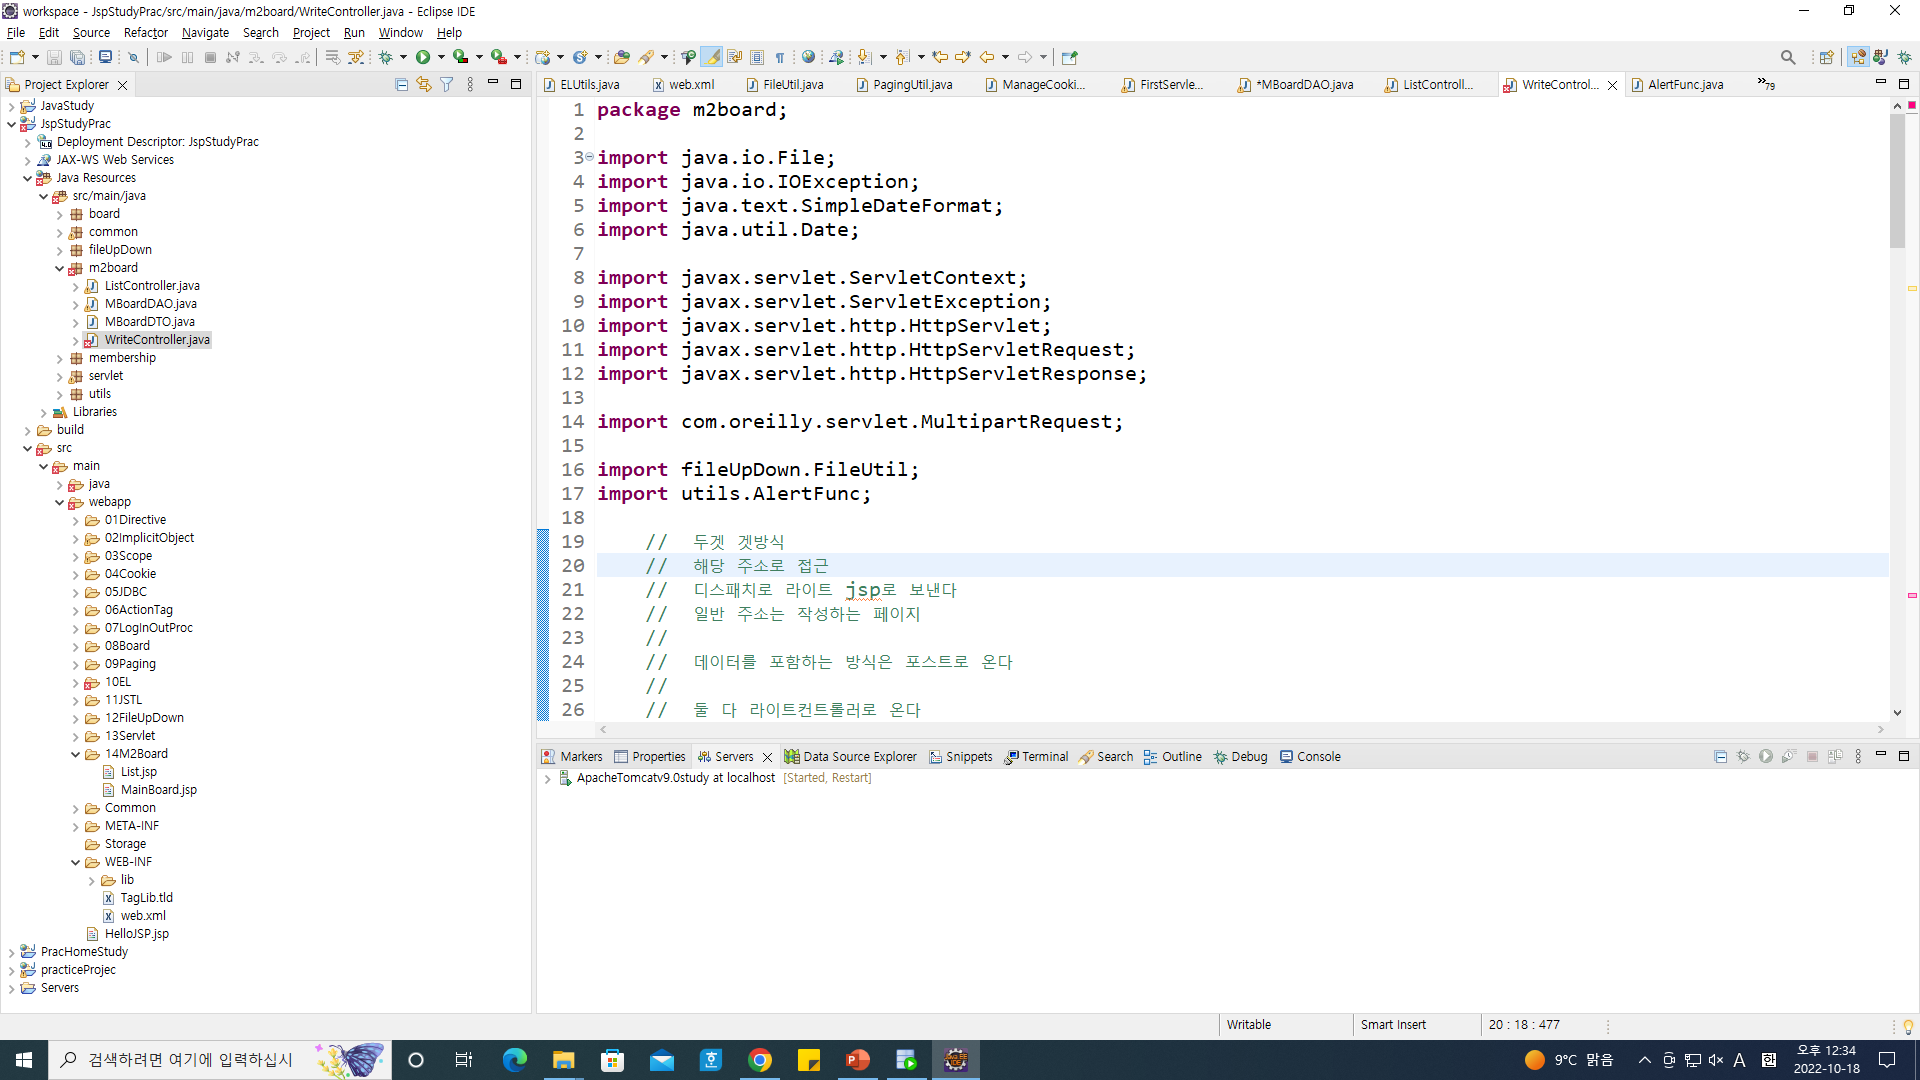 workspace - JspStudyPrac/src/main/java/m2board/WriteController.java - Eclipse IDE
File Edit Source Refactor Navigate Search Project Run Window Help
Project Explorer
JavaStudy
JspStudyPrac
Deployment Descriptor: JspStudyPrac
JAX-WS Web Services
Java Resources
src/main/java
board
common
fileUpDown
m2board
ListController.java
MBoardDAO.java
MBoardDTO.java
WriteController.java
membership
servlet
utils
Libraries
build
src
main
java
webapp
01Directive
02ImplicitObject
03Scope
04Cookie
05JDBC
06ActionTag
07LogInOutProc
08Board
09Paging
10EL
11JSTL
12FileUpDown
13Servlet
14M2Board
List.jsp
MainBoard.jsp
Common
META-INF
Storage
WEB-INF
lib
TagLib.tld
web.xml
HelloJSP.jsp
PracHomeStudy
practiceProjec
Servers
ELUtils.java web.xml FileUtil.java PagingUtil.java ManageCooki... FirstServle... *MBoardDAO.java ListControll... WriteControl... AlertFunc.java »79
1 package m2board;
2
3 import java.io.File;
4 import java.io.IOException;
5 import java.text.SimpleDateFormat;
6 import java.util.Date;
7
8 import javax.servlet.ServletContext;
9 import javax.servlet.ServletException;
10 import javax.servlet.http.HttpServlet;
11 import javax.servlet.http.HttpServletRequest;
12 import javax.servlet.http.HttpServletResponse;
13
14 import com.oreilly.servlet.MultipartRequest;
15
16 import fileUpDown.FileUtil;
17 import utils.AlertFunc;
18
19 // 두겟 겟방식
20 // 해당 주소로 접근
21 // 디스패치로 라이트 jsp로 보낸다
22 // 일반 주소는 작성하는 페이지
23 //
24 // 데이터를 포함하는 방식은 포스트로 온다
25 //
26 // 둘 다 라이트컨트롤러로 온다
Markers Properties Servers Data Source Explorer Snippets Terminal Search Outline Debug Console
ApacheTomcatv9.0study at localhost [Started, Restart]
Writable Smart Insert 20 : 18 : 477
검색하려면 여기에 입력하십시
9°C 맑음 A 한 오후 12:34
2022-10-18